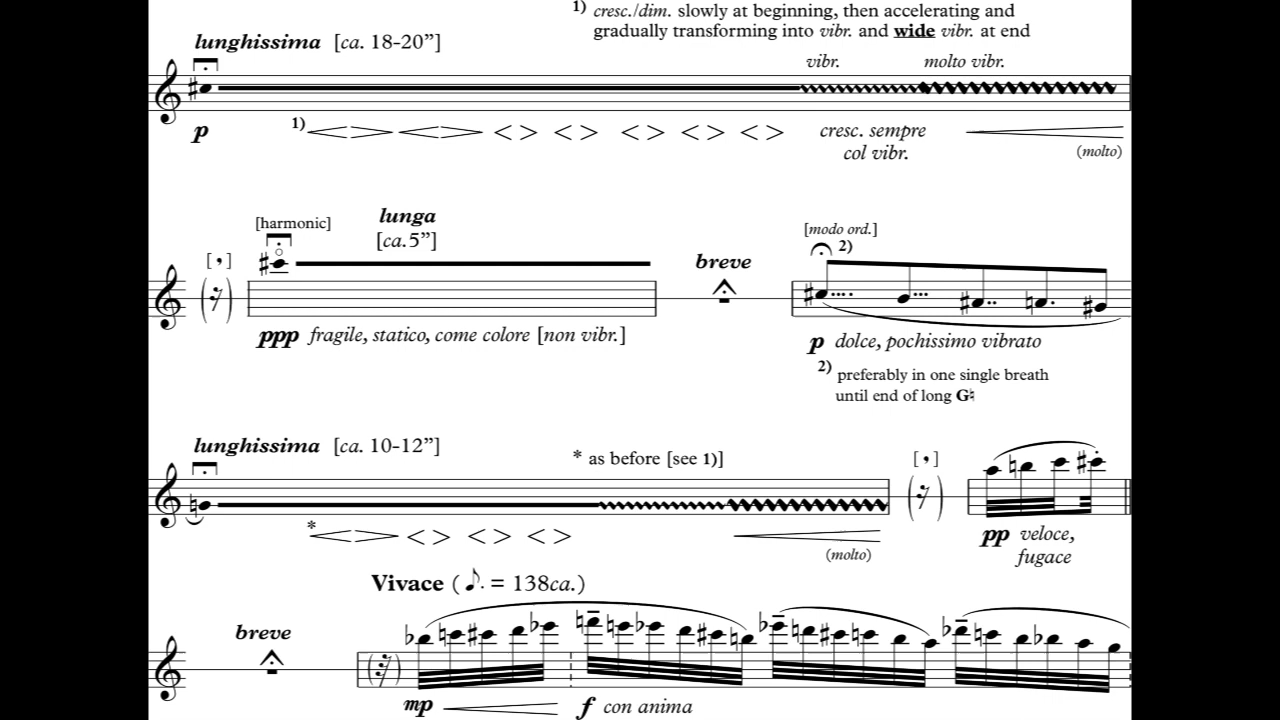 1) cresc./dim. slowly at beginning, then accelerating and
gradually transforming into vibr. and wide vibr. at end
lunghissima [ca. 18-20”]
vibr. molto vibr.
p 1) cresc. sempre
col vibr. (molto)
[harmonic] lunga
[ca.5”]
[modo ord.]
[,] breve 2)
ppp fragile, statico, come colore [non vibr.]
p dolce, pochissimo vibrato
2) preferably in one single breath
until end of long G♮
lunghissima [ca. 10-12”]
* as before [see 1)] [,]
*
(molto)
pp veloce,
fugace
Vivace (♪. = 138ca.)
breve
mp f con anima